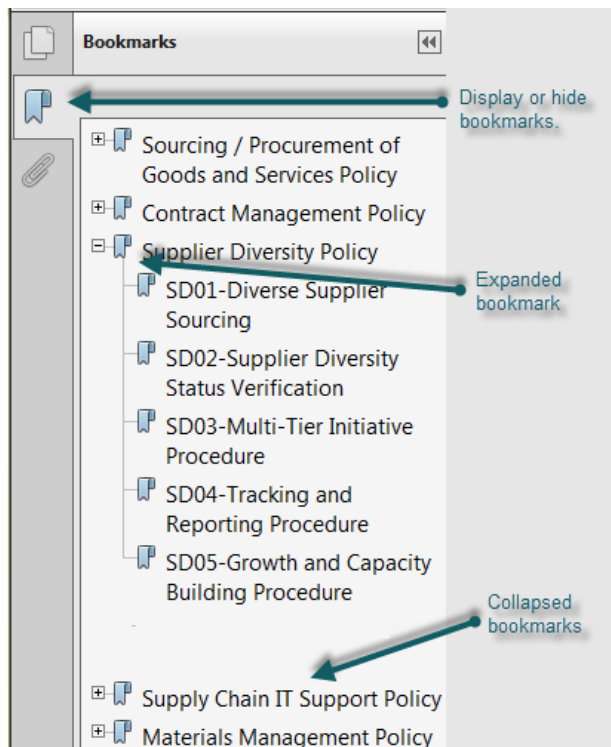 Bookmarks
Display or hide
bookmarks.
Sourcing / Procurement of
Goods and Services Policy
Contract Management Policy
Supplier Diversity Policy
Expanded
bookmark
SD01-Diverse Supplier
Sourcing
SD02-Supplier Diversity
Status Verification
SD03-Multi-Tier Initiative
Procedure
SD04-Tracking and
Reporting Procedure
SD05-Growth and Capacity
Building Procedure
Collapsed
bookmarks
Supply Chain IT Support Policy
Materials Management Policy